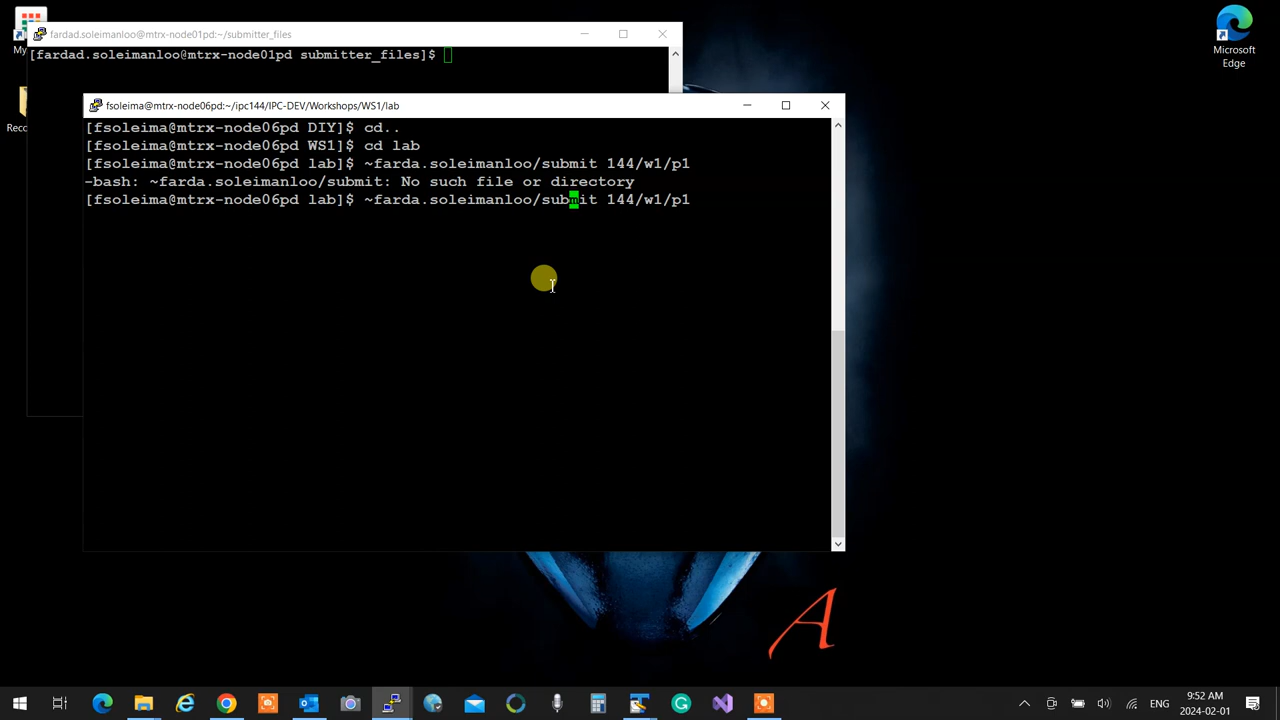 My
fardad.soleimanloo@mtrx-node01pd:~/submitter_files
[fardad.soleimanloo@mtrx-node01pd submitter_files]$
Microsoft
Edge
Reco
fsoleima@mtrx-node06pd:~/ipc144/IPC-DEV/Workshops/WS1/lab
[fsoleima@mtrx-node06pd DIY]$ cd..
[fsoleima@mtrx-node06pd WS1]$ cd lab
[fsoleima@mtrx-node06pd lab]$ ~farda.soleimanloo/submit 144/w1/p1
-bash: ~farda.soleimanloo/submit: No such file or directory
[fsoleima@mtrx-node06pd lab]$ ~farda.soleimanloo/submit 144/w1/p1
A
ENG
9:52 AM
2024-02-01